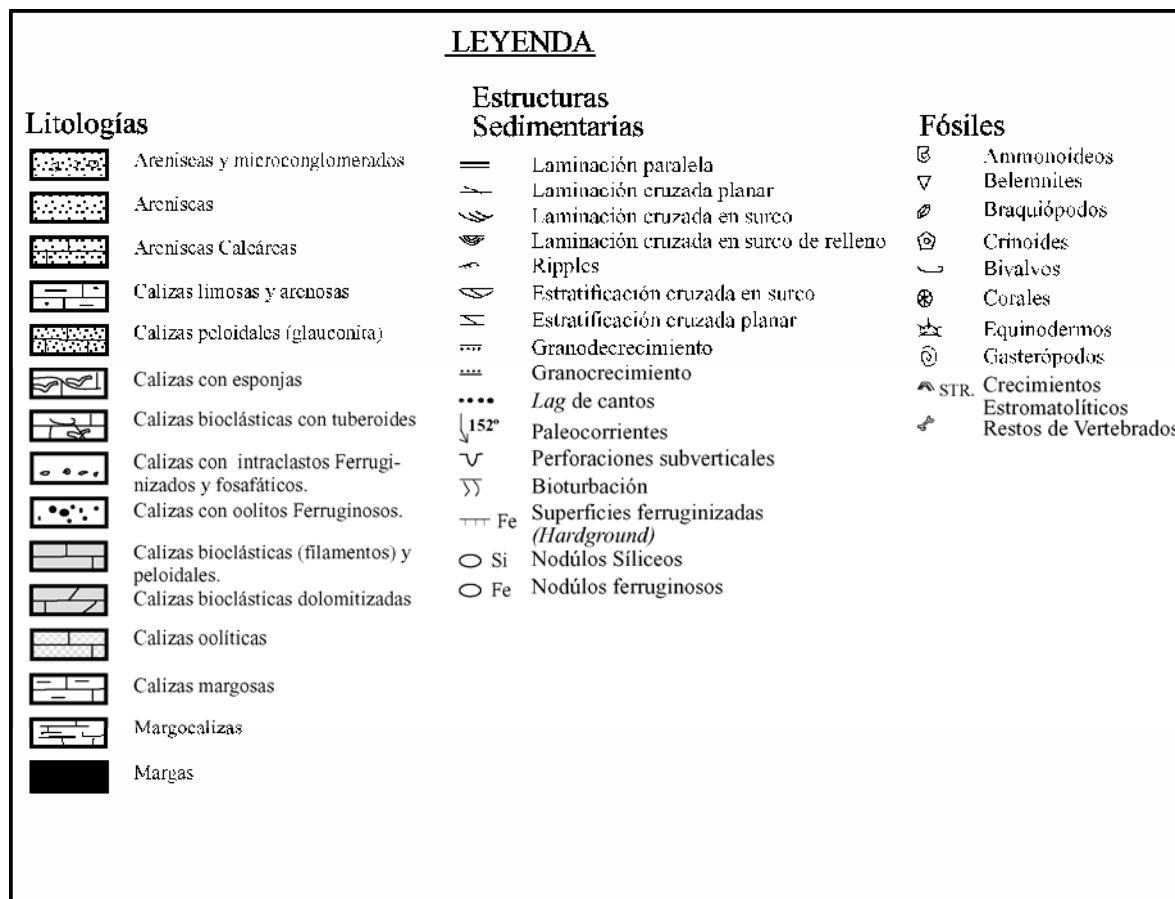 LEYENDA
Litologías
Areniscas y microconglomerados
Areniscas
Areniscas Calcáreas
Calizas limosas y arenosas
Calizas peloidales (glauconita)
Calizas con esponjas
Calizas bioclásticas con tuberoides
Calizas con intraclastos Ferrugi-
nizados y fosafáticos.
Calizas con oolitos Ferruginosos.
Calizas bioclásticas (filamentos) y
peloidales.
Calizas bioclásticas dolomitizadas
Calizas oolíticas
Calizas margosas
Margocalizas
Margas
Estructuras
Sedimentarias
Laminación paralela
Laminación cruzada planar
Laminación cruzada en surco
Laminación cruzada en surco de relleno
Ripples
Estratificación cruzada en surco
Estratificación cruzada planar
Granodecrecimiento
Granocrecimiento
Lag de cantos
152º Paleocorrientes
Perforaciones subverticales
Bioturbación
Fe Superficies ferruginizadas
(Hardground)
Si Nodúlos Síliceos
Fe Nodúlos ferruginosos
Fósiles
Ammonoideos
Belemnites
Braquiópodos
Crinoides
Bivalvos
Corales
Equinodermos
Gasterópodos
STR. Crecimientos
Estromatolíticos
Restos de Vertebrados